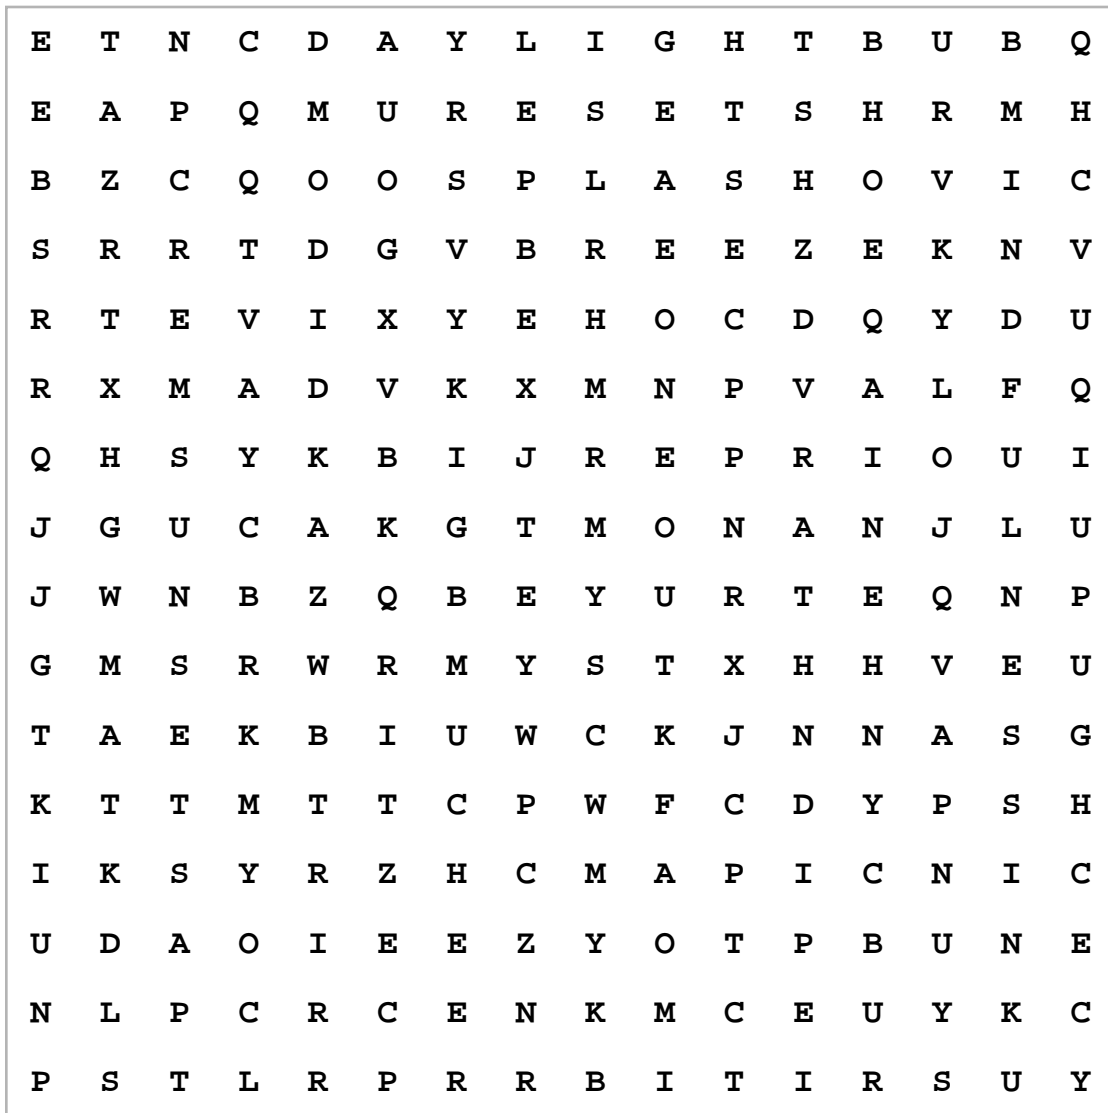 E T N C D A Y L I G H T B U B Q
E A P Q M U R E S E T S H R M H
B Z C Q O O S P L A S H O V I C
S R R T D G V B R E E Z E K N V
R T E V I X Y E H O C D Q Y D U
R X M A D V K X M N P V A L F Q
Q H S Y K B I J R E P R I O U I
J G U C A K G T M O N A N J L U
J W N B Z Q B E Y U R T E Q N P
G M S R W R M Y S T X H H V E U
T A E K B I U W C K J N N A S G
K T T M T T C P W F C D Y P S H
I K S Y R Z H C M A P I C N I C
U D A O I E E Z Y O T P B U N E
N L P C R C E N K M C E U Y K C
P S T L R P R R B I T I R S U Y